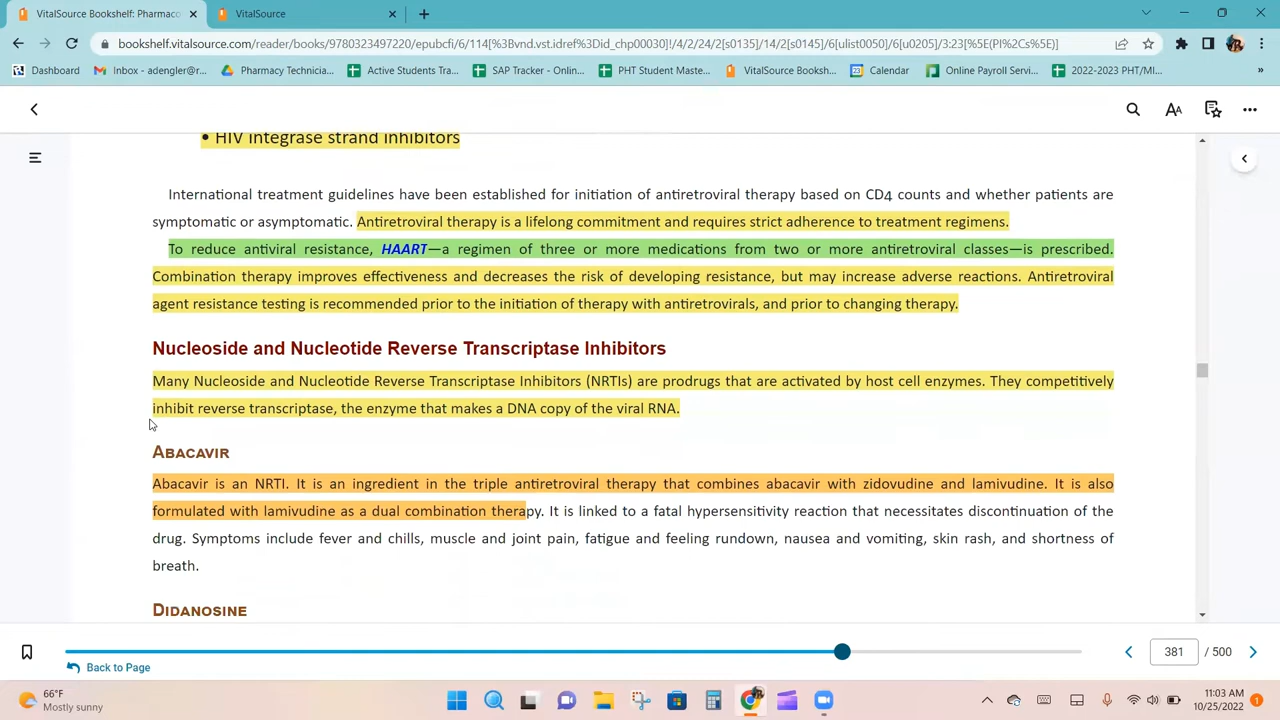 VitalSource Bookshelf: Pharmaco
VitalSource
bookshelf.vitalsource.com/reader/books/9780323497220/epubcfi/6/114[%3Bvnd.vst.idref%3Did_chp00030]!/4/2/24/2[s0135]/14/2[s0145]/6[ulist0050]/6[u0205]/3:23[%5E(PI%2Cs%5E)]
Dashboard
Inbox - adengler@r...
Pharmacy Technicia...
Active Students Tra...
SAP Tracker - Onlin...
PHT Student Maste...
VitalSource Booksh...
Calendar
Online Payroll Servi...
2022-2023 PHT/MI...
• HIV integrase strand inhibitors
International treatment guidelines have been established for initiation of antiretroviral therapy based on CD4 counts and whether patients are
symptomatic or asymptomatic. Antiretroviral therapy is a lifelong commitment and requires strict adherence to treatment regimens.
To reduce antiviral resistance, HAART—a regimen of three or more medications from two or more antiretroviral classes—is prescribed.
Combination therapy improves effectiveness and decreases the risk of developing resistance, but may increase adverse reactions. Antiretroviral
agent resistance testing is recommended prior to the initiation of therapy with antiretrovirals, and prior to changing therapy.
Nucleoside and Nucleotide Reverse Transcriptase Inhibitors
Many Nucleoside and Nucleotide Reverse Transcriptase Inhibitors (NRTIs) are prodrugs that are activated by host cell enzymes. They competitively
inhibit reverse transcriptase, the enzyme that makes a DNA copy of the viral RNA.
ABACAVIR
Abacavir is an NRTI. It is an ingredient in the triple antiretroviral therapy that combines abacavir with zidovudine and lamivudine. It is also
formulated with lamivudine as a dual combination therapy. It is linked to a fatal hypersensitivity reaction that necessitates discontinuation of the
drug. Symptoms include fever and chills, muscle and joint pain, fatigue and feeling rundown, nausea and vomiting, skin rash, and shortness of
breath.
DIDANOSINE
381 / 500
Back to Page
66°F
Mostly sunny
11:03 AM
10/25/2022